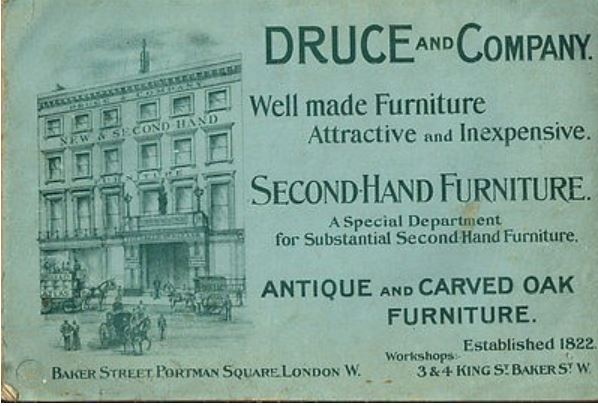 DRUCE AND COMPANY.
DRUCE & COMPANY
NEW & SECOND HAND
Well made Furniture
Attractive and Inexpensive.
SECOND-HAND FURNITURE.
A Special Department
for Substantial Second-Hand Furniture.
ANTIQUE AND CARVED OAK
FURNITURE.
Established 1822.
Workshops:-
BAKER STREET, PORTMAN SQUARE, LONDON W.
3 & 4 KING ST. BAKER ST. W.